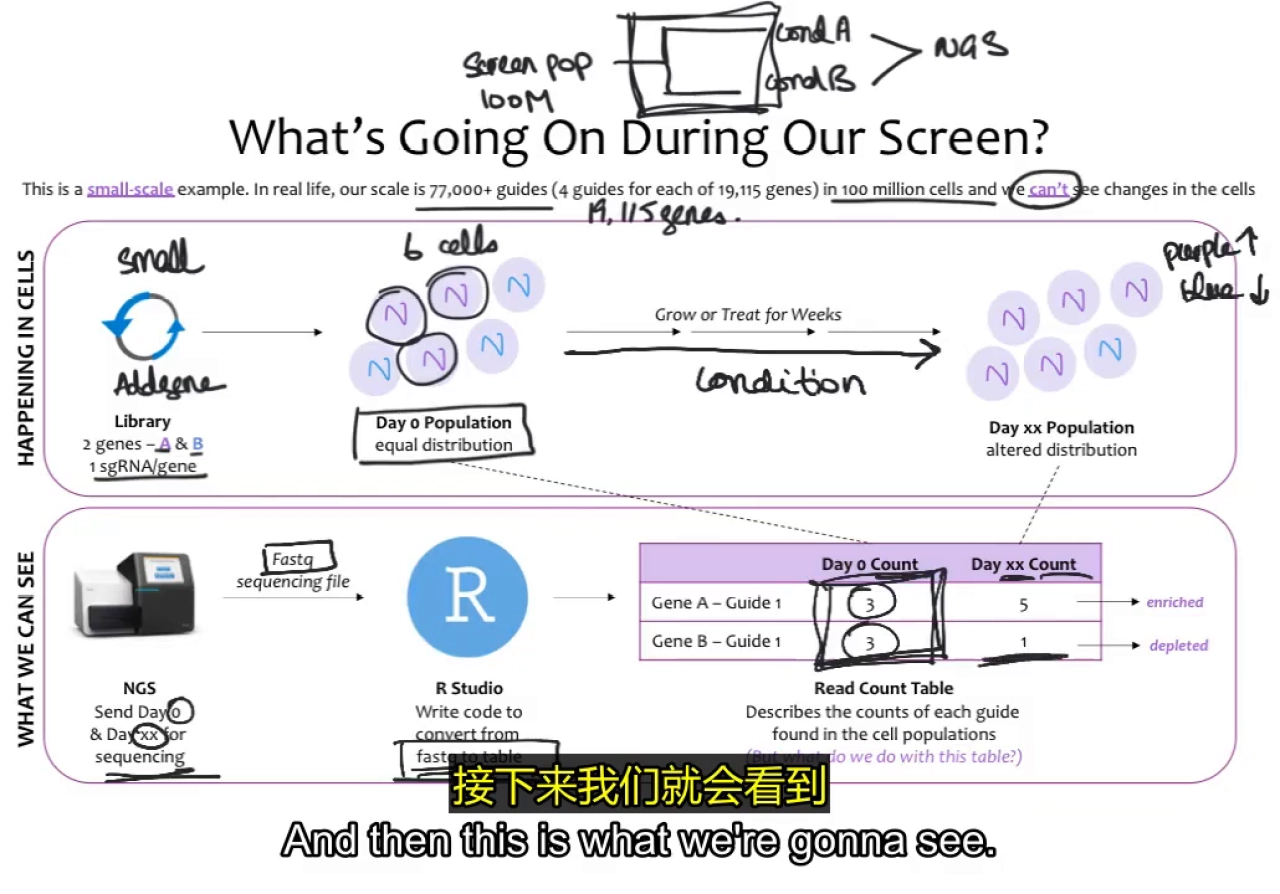 screen pop
100M
cond A
cond B
NGS
What's Going On During Our Screen?
This is a small-scale example. In real life, our scale is 77,000+ guides (4 guides for each of 19,115 genes) in 100 million cells and we can't see changes in the cells
19,115 genes.
HAPPENING IN CELLS
small
Addgene
Library
2 genes – A & B
1 sgRNA/gene
6 cells
Day 0 Population
equal distribution
Grow or Treat for Weeks
condition
purple ↑
blue ↓
Day xx Population
altered distribution
WHAT WE CAN SEE
NGS
Send Day 0
& Day xx for
sequencing
Fastq
sequencing file
R
R Studio
Write code to
convert from
fastq to table
Day 0 Count Day xx Count
Gene A – Guide 1 3 5 enriched
Gene B – Guide 1 3 1 depleted
Read Count Table
Describes the counts of each guide
found in the cell populations
(But what do we do with this table?)
接下来我们就会看到
And then this is what we're gonna see.